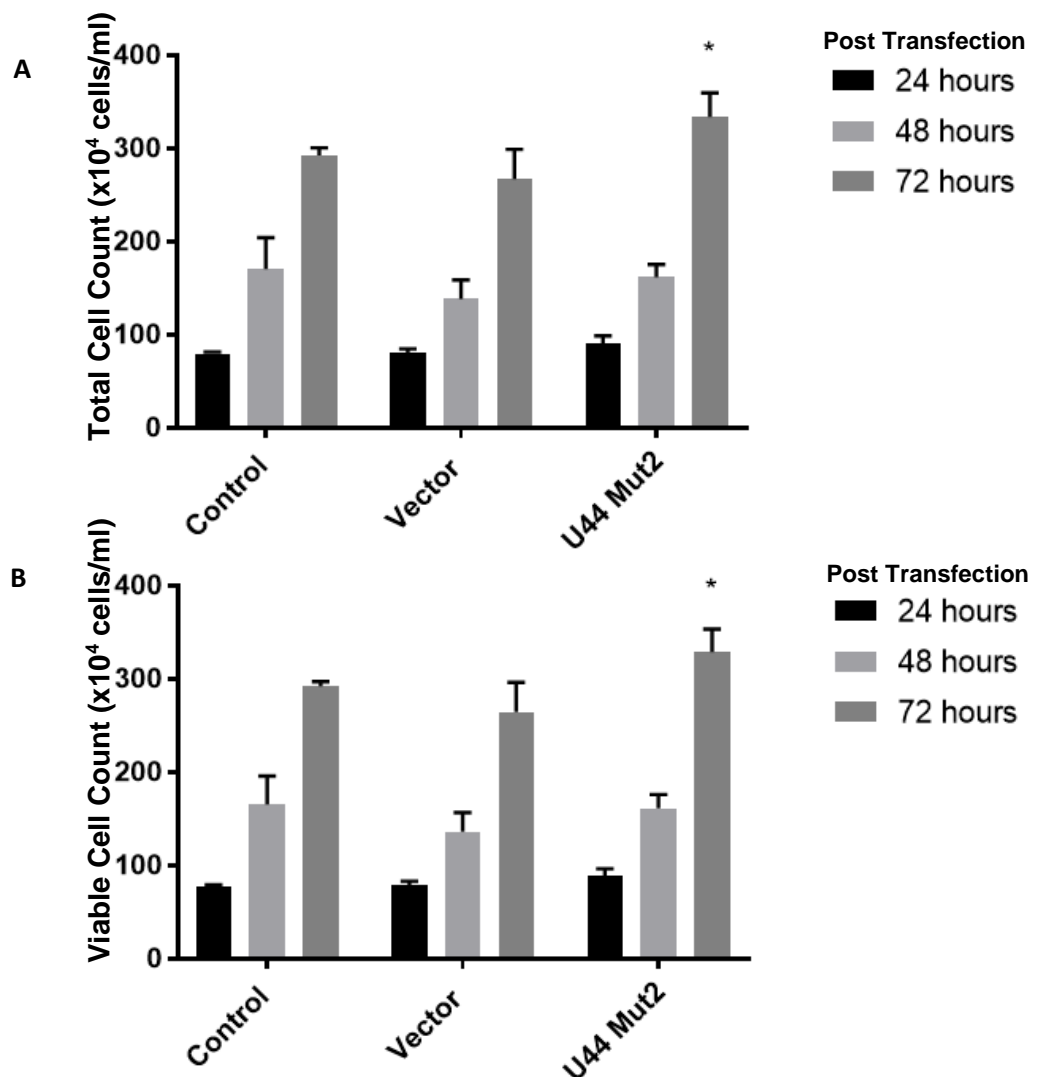 A
Total Cell Count (x10⁴ cells/ml)
400
300
200
100
0
*
Control
Vector
U44 Mut2
Post Transfection
24 hours
48 hours
72 hours
B
Viable Cell Count (x10⁴ cells/ml)
400
300
200
100
0
*
Control
Vector
U44 Mut2
Post Transfection
24 hours
48 hours
72 hours